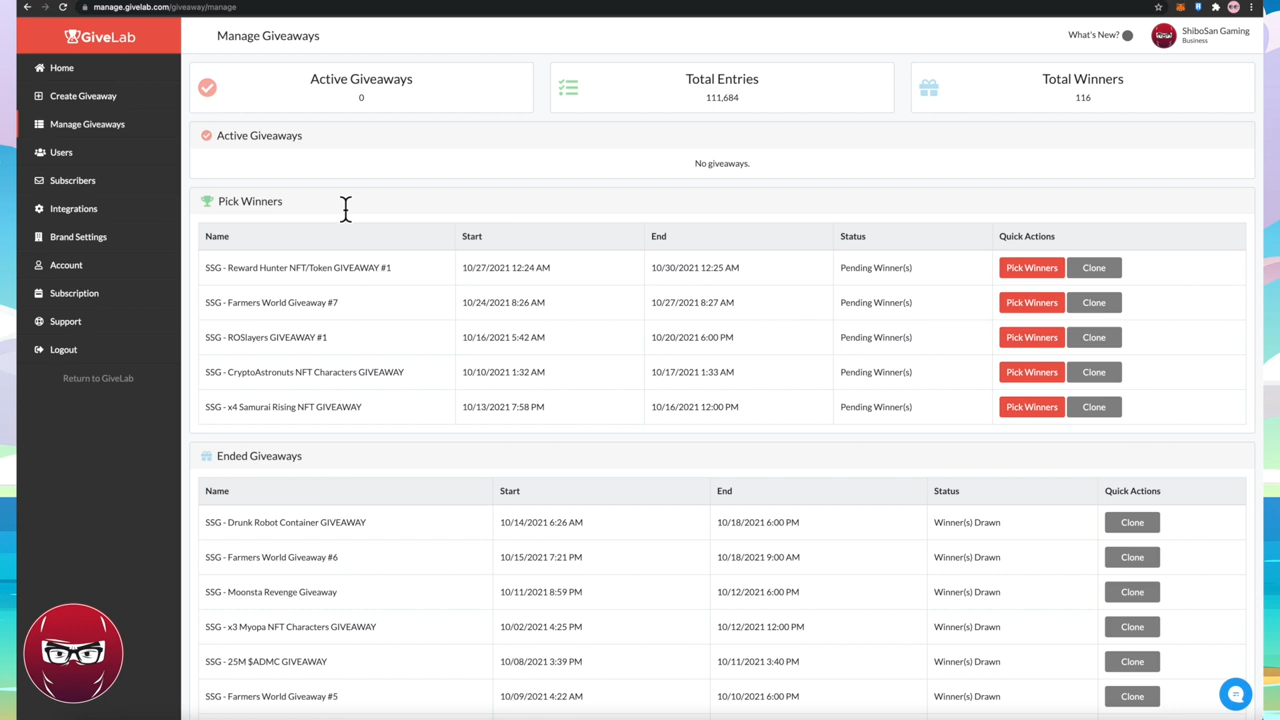 manage.givelab.com/giveaway/manage
GiveLab
Manage Giveaways
What's New?
ShiboSan Gaming
Business
Home
Create Giveaway
Manage Giveaways
Users
Subscribers
Integrations
Brand Settings
Account
Subscription
Support
Logout
Return to GiveLab
Active Giveaways
0
Total Entries
111,684
Total Winners
116
Active Giveaways
No giveaways.
Pick Winners
Name Start End Status Quick Actions
SSG - Reward Hunter NFT/Token GIVEAWAY #1 10/27/2021 12:24 AM 10/30/2021 12:25 AM Pending Winner(s) Pick Winners Clone
SSG - Farmers World Giveaway #7 10/24/2021 8:26 AM 10/27/2021 8:27 AM Pending Winner(s) Pick Winners Clone
SSG - ROSlayers GIVEAWAY #1 10/16/2021 5:42 AM 10/20/2021 6:00 PM Pending Winner(s) Pick Winners Clone
SSG - CryptoAstronuts NFT Characters GIVEAWAY 10/10/2021 1:32 AM 10/17/2021 1:33 AM Pending Winner(s) Pick Winners Clone
SSG - x4 Samurai Rising NFT GIVEAWAY 10/13/2021 7:58 PM 10/16/2021 12:00 PM Pending Winner(s) Pick Winners Clone
Ended Giveaways
Name Start End Status Quick Actions
SSG - Drunk Robot Container GIVEAWAY 10/14/2021 6:26 AM 10/18/2021 6:00 PM Winner(s) Drawn Clone
SSG - Farmers World Giveaway #6 10/15/2021 7:21 PM 10/18/2021 9:00 AM Winner(s) Drawn Clone
SSG - Moonsta Revenge Giveaway 10/11/2021 8:59 PM 10/12/2021 6:00 PM Winner(s) Drawn Clone
SSG - x3 Myopa NFT Characters GIVEAWAY 10/02/2021 4:25 PM 10/12/2021 12:00 PM Winner(s) Drawn Clone
SSG - 25M $ADMC GIVEAWAY 10/08/2021 3:39 PM 10/11/2021 3:40 PM Winner(s) Drawn Clone
SSG - Farmers World Giveaway #5 10/09/2021 4:22 AM 10/10/2021 6:00 PM Winner(s) Drawn Clone